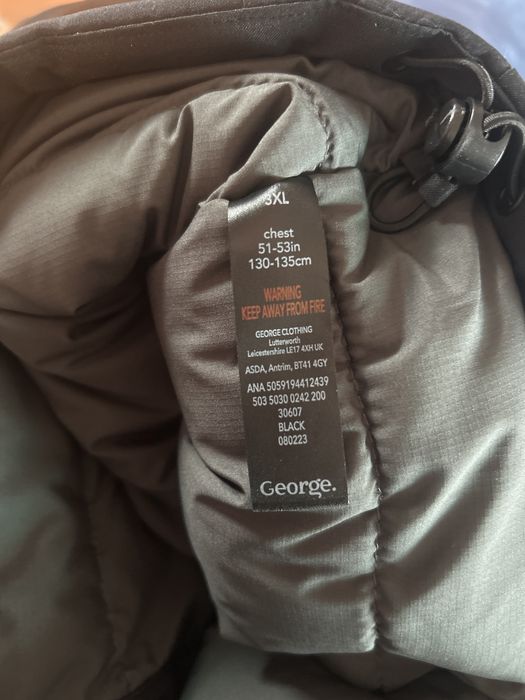 3XL
chest
51-53in
130-135cm
WARNING
KEEP AWAY FROM FIRE
GEORGE CLOTHING
Lutterworth
Leicestershire LE17 4XH UK
ASDA, Antrim, BT41 4GY
ANA 5059194412439
503 5030 0242 200
30607
BLACK
080223
George.